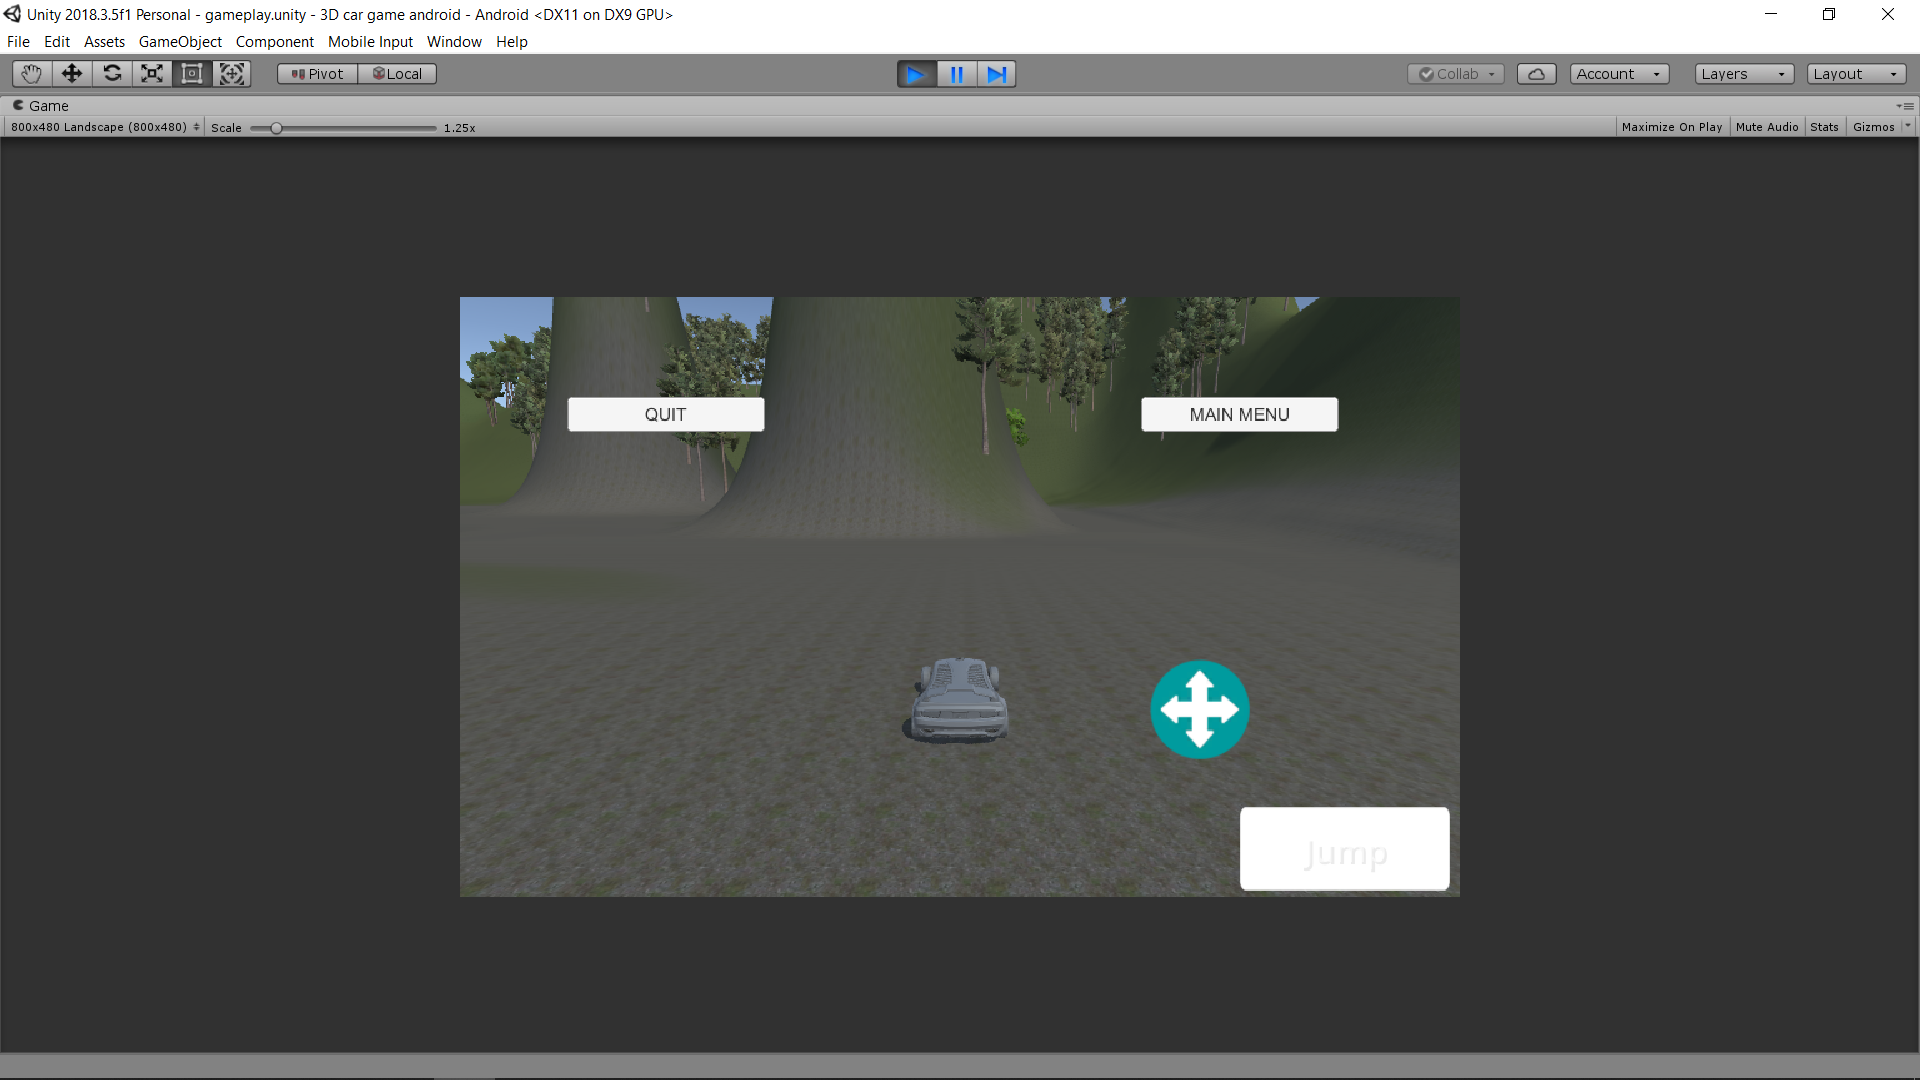 Unity 2018.3.5f1 Personal - gameplay.unity - 3D car game android - Android <DX11 on DX9 GPU>
File Edit Assets GameObject Component Mobile Input Window Help
Pivot Local Collab Account Layers Layout
Game
800x480 Landscape (800x480) Scale 1.25x Maximize On Play Mute Audio Stats Gizmos
QUIT MAIN MENU
Jump